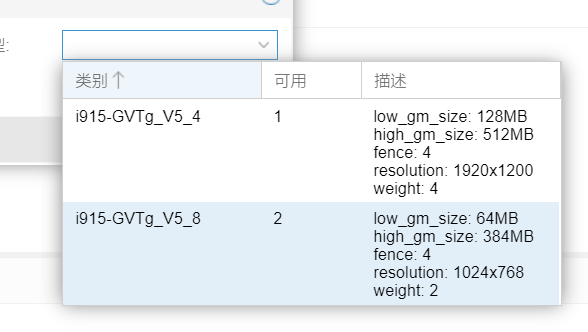 型:
类别↑ 可用 描述
i915-GVTg_V5_4 1 low_gm_size: 128MB
high_gm_size: 512MB
fence: 4
resolution: 1920x1200
weight: 4
i915-GVTg_V5_8 2 low_gm_size: 64MB
high_gm_size: 384MB
fence: 4
resolution: 1024x768
weight: 2